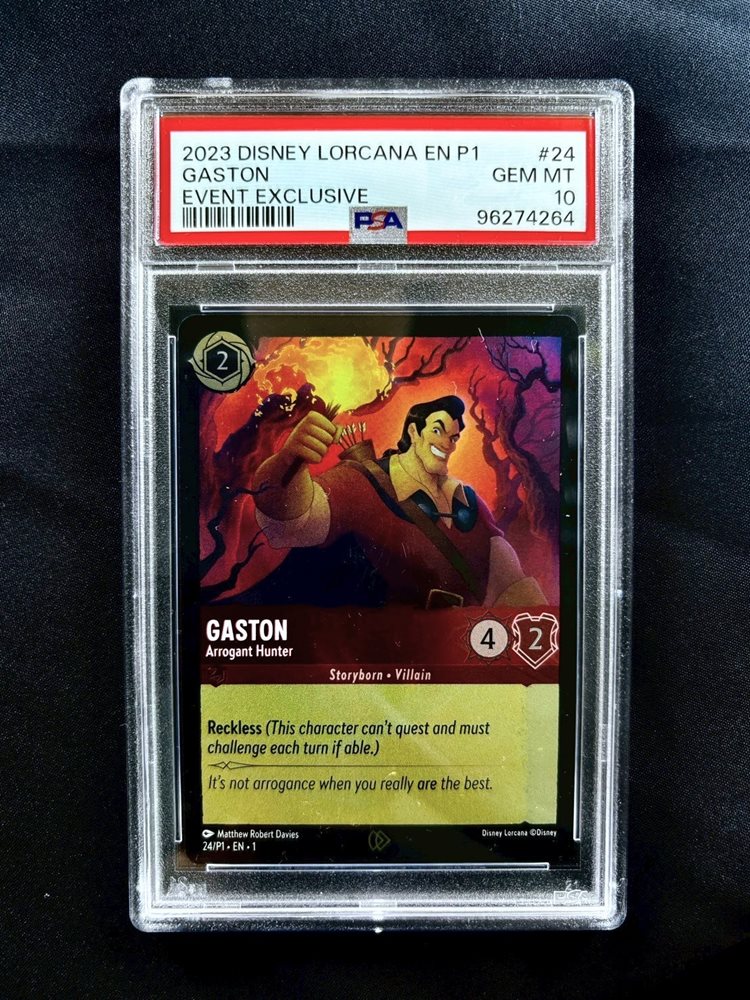 2023 DISNEY LORCANA EN P1 #24
GASTON GEM MT
EVENT EXCLUSIVE 10
PSA 96274264
2
GASTON
Arrogant Hunter
4 2
Storyborn • Villain
Reckless (This character can't quest and must
challenge each turn if able.)
It's not arrogance when you really are the best.
Matthew Robert Davies Disney Lorcana ©Disney
24/P1 • EN • 1